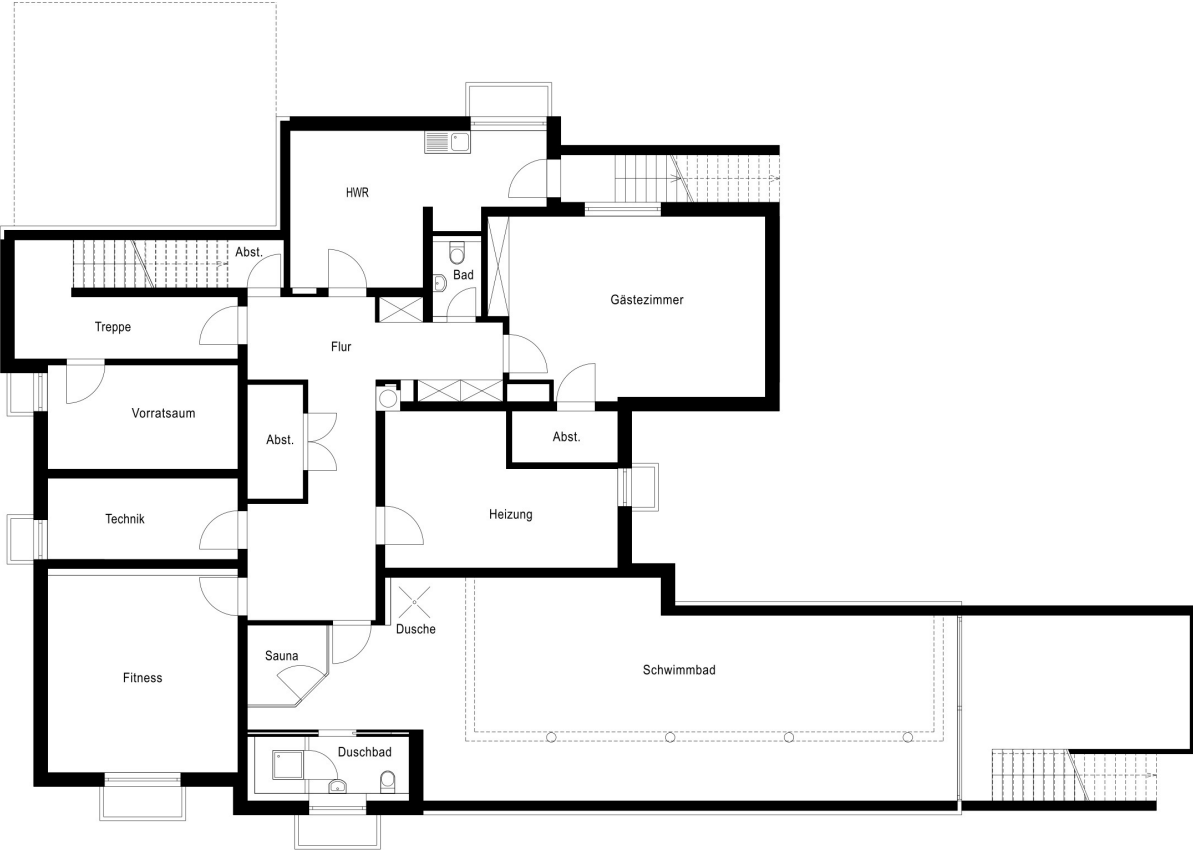 HWR
Abst.
Bad
Gästezimmer
Treppe
Flur
Vorratsaum
Abst.
Abst.
Technik
Heizung
Dusche
Sauna
Schwimmbad
Fitness
Duschbad